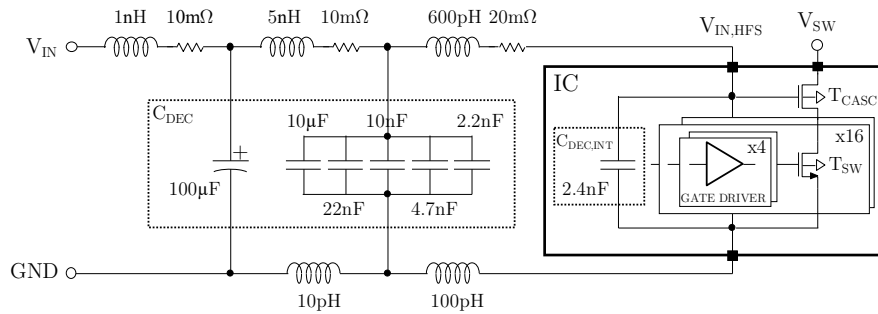 1nH 10mΩ 5nH 10mΩ 600pH 20mΩ V_IN,HFS V_SW
V_IN
IC
C_DEC
T_CASC
10µF 10nF 2.2nF
x16
C_DEC,INT
x4
+
T_SW
100µF
2.4nF
GATE DRIVER
22nF 4.7nF
GND
10pH 100pH